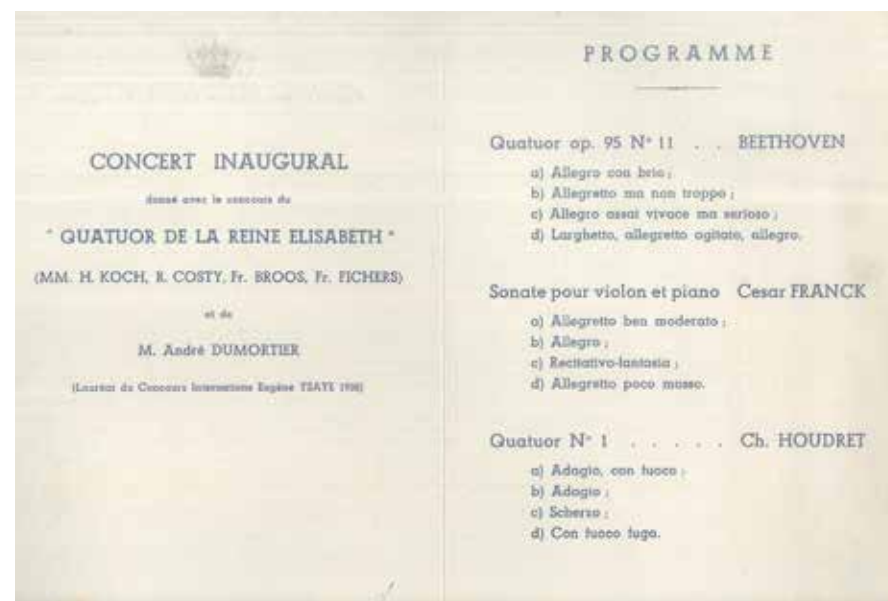 CONCERT INAUGURAL
donné avec le concours du
" QUATUOR DE LA REINE ELISABETH "
(MM. H. KOCH, R. COSTY, Fr. BROOS, Fr. FICHERS)
et de
M. André DUMORTIER
(Lauréat du Concours Eugène YSAYE 1938)
PROGRAMME
Quatuor op. 95 N° 11 . . BEETHOVEN
a) Allegro con brio ;
b) Allegretto ma non troppo ;
c) Allegro assai vivace ma serioso ;
d) Larghetto, allegretto agitato, allegro.
Sonate pour violon et piano Cesar FRANCK
a) Allegretto ben moderato ;
b) Allegro ;
c) Recitativo-fantasia ;
d) Allegretto poco mosso.
Quatuor N° 1 . . . . . Ch. HOUDRET
a) Adagio, con fuoco ;
b) Adagio ;
c) Scherzo ;
d) Con fuoco fuga.